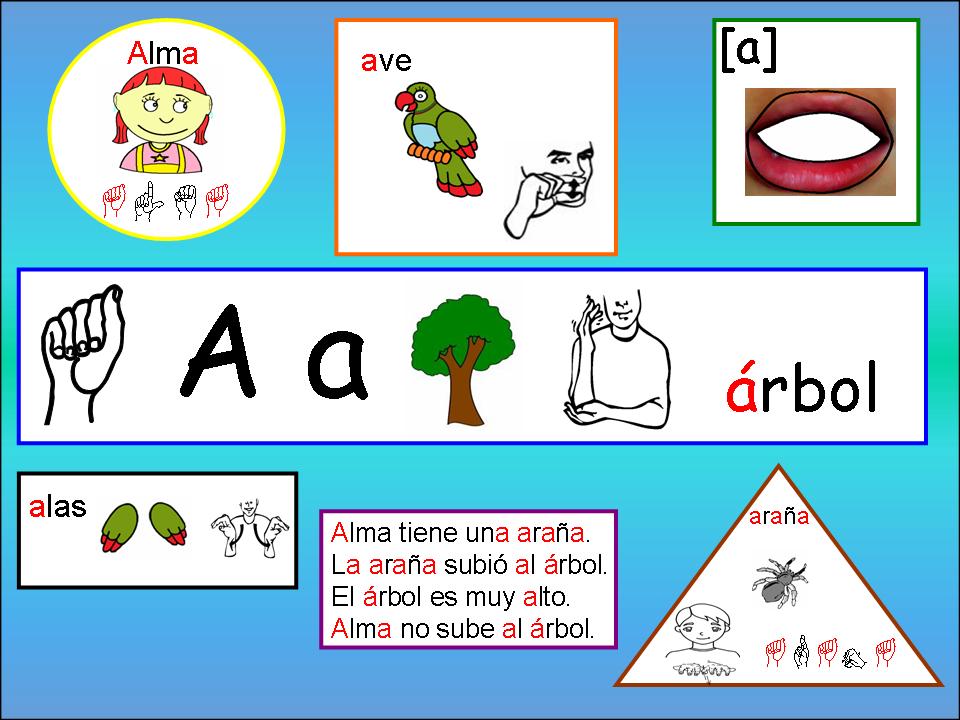 Alma
ave
[a]
A a
árbol
alas
Alma tiene una araña.
La araña subió al árbol.
El árbol es muy alto.
Alma no sube al árbol.
araña